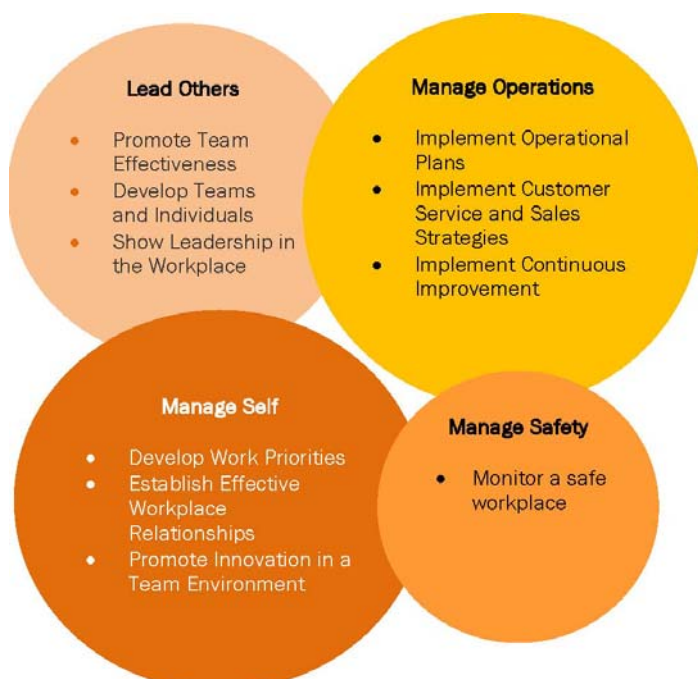 Lead Others
• Promote Team
Effectiveness
• Develop Teams
and Individuals
• Show Leadership in
the Workplace
Manage Operations
• Implement Operational
Plans
• Implement Customer
Service and Sales
Strategies
• Implement Continuous
Improvement
Manage Self
• Develop Work Priorities
• Establish Effective
Workplace
Relationships
• Promote Innovation in a
Team Environment
Manage Safety
• Monitor a safe
workplace